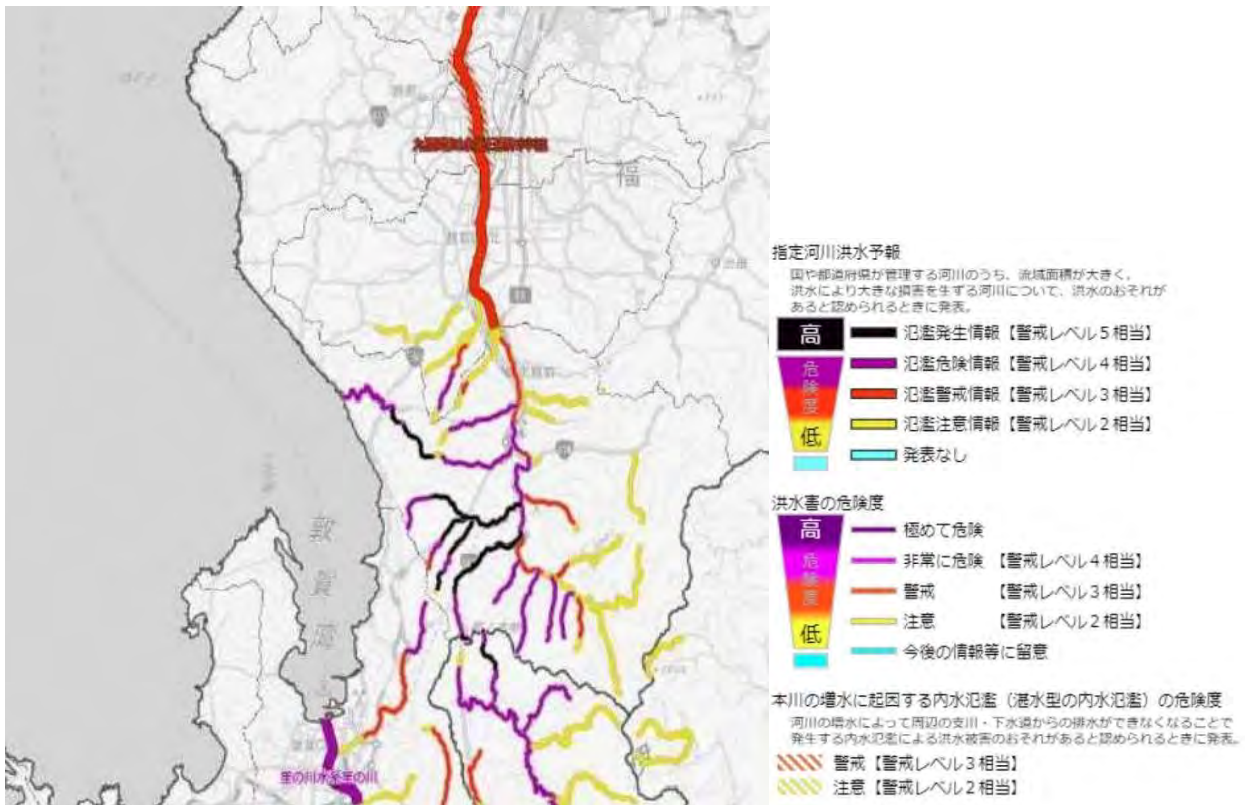 福
敦
賀
湾
笙の川水系笙の川
指定河川洪水予報
国や都道府県が管理する河川のうち、流域面積が大きく、
洪水により大きな損害を生ずる河川について、洪水のおそれが
あると認められるときに発表。
高
危
険
度
低
氾濫発生情報【警戒レベル5相当】
氾濫危険情報【警戒レベル4相当】
氾濫警戒情報【警戒レベル3相当】
氾濫注意情報【警戒レベル2相当】
発表なし
洪水害の危険度
高
危
険
度
低
極めて危険
非常に危険【警戒レベル4相当】
警戒 【警戒レベル3相当】
注意 【警戒レベル2相当】
今後の情報等に留意
本川の増水に起因する内水氾濫(湛水型の内水氾濫)の危険度
河川の増水によって周辺の支川・下水道からの排水ができなくなることで
発生する内水氾濫による洪水被害のおそれがあると認められるときに発表。
警戒【警戒レベル3相当】
注意【警戒レベル2相当】